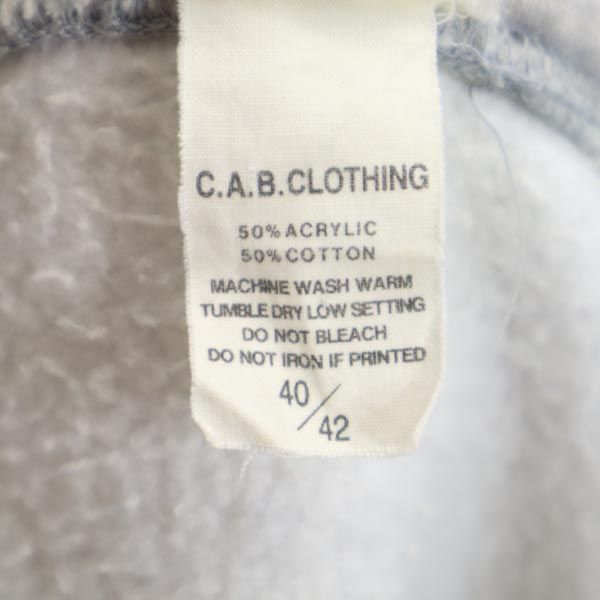 C.A.B.CLOTHING
50% ACRYLIC
50% COTTON
MACHINE WASH WARM
TUMBLE DRY LOW SETTING
DO NOT BLEACH
DO NOT IRON IF PRINTED
40/42